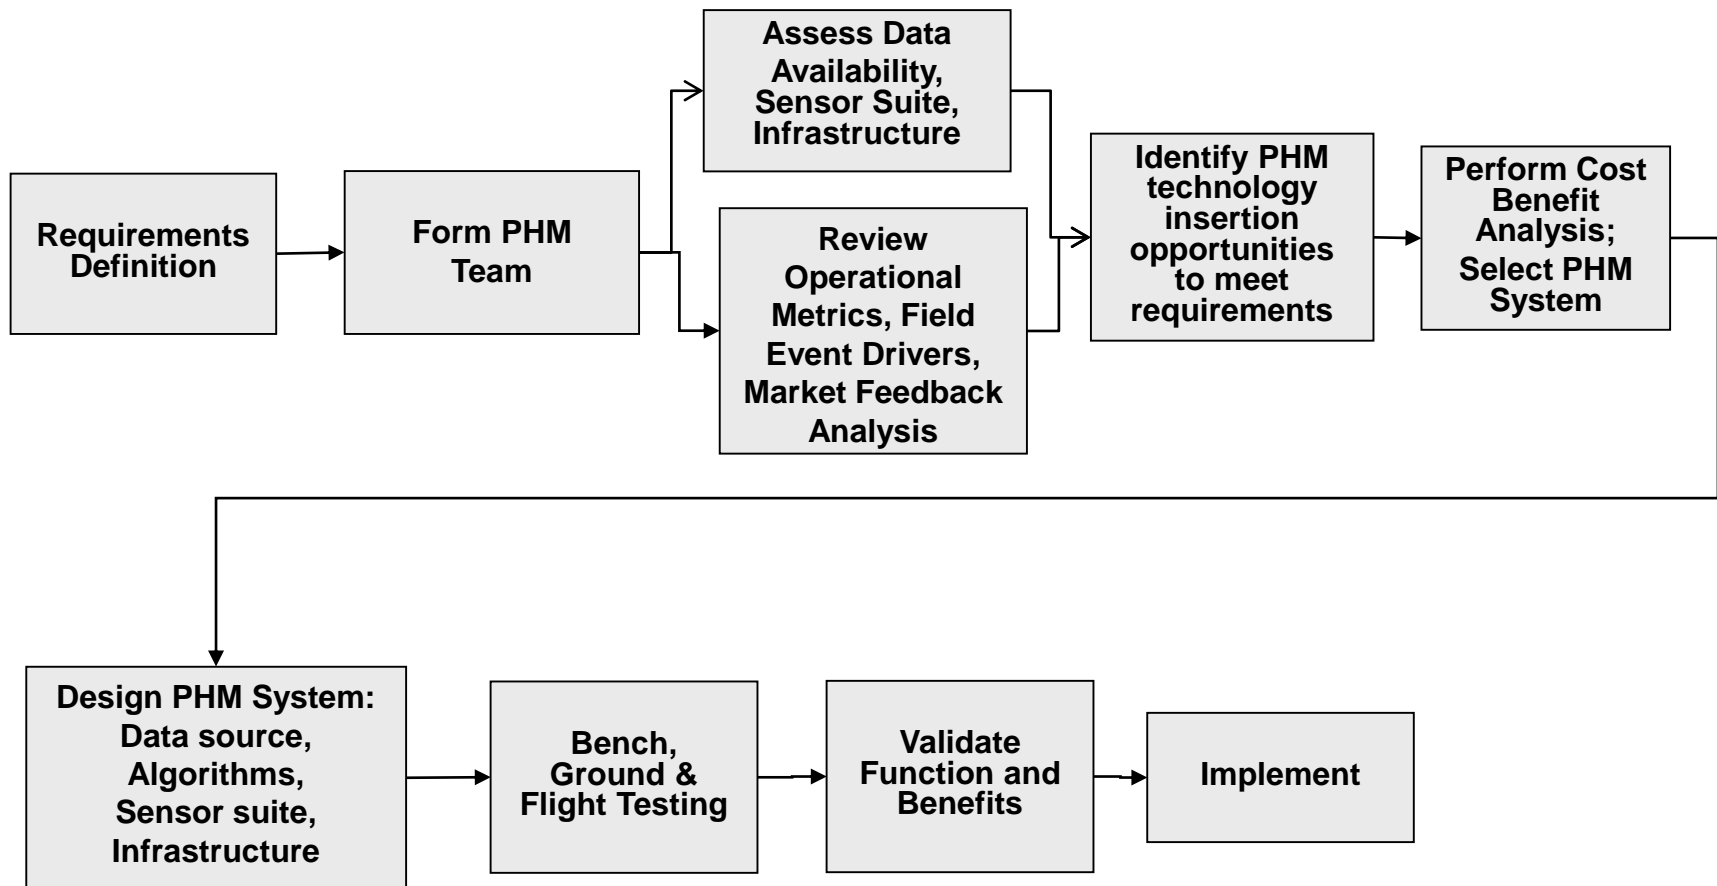 Requirements
Definition
Form PHM
Team
Assess Data
Availability,
Sensor Suite,
Infrastructure
Review
Operational
Metrics, Field
Event Drivers,
Market Feedback
Analysis
Identify PHM
technology
insertion
opportunities
to meet
requirements
Perform Cost
Benefit
Analysis;
Select PHM
System
Design PHM System:
Data source,
Algorithms,
Sensor suite,
Infrastructure
Bench,
Ground &
Flight Testing
Validate
Function and
Benefits
Implement